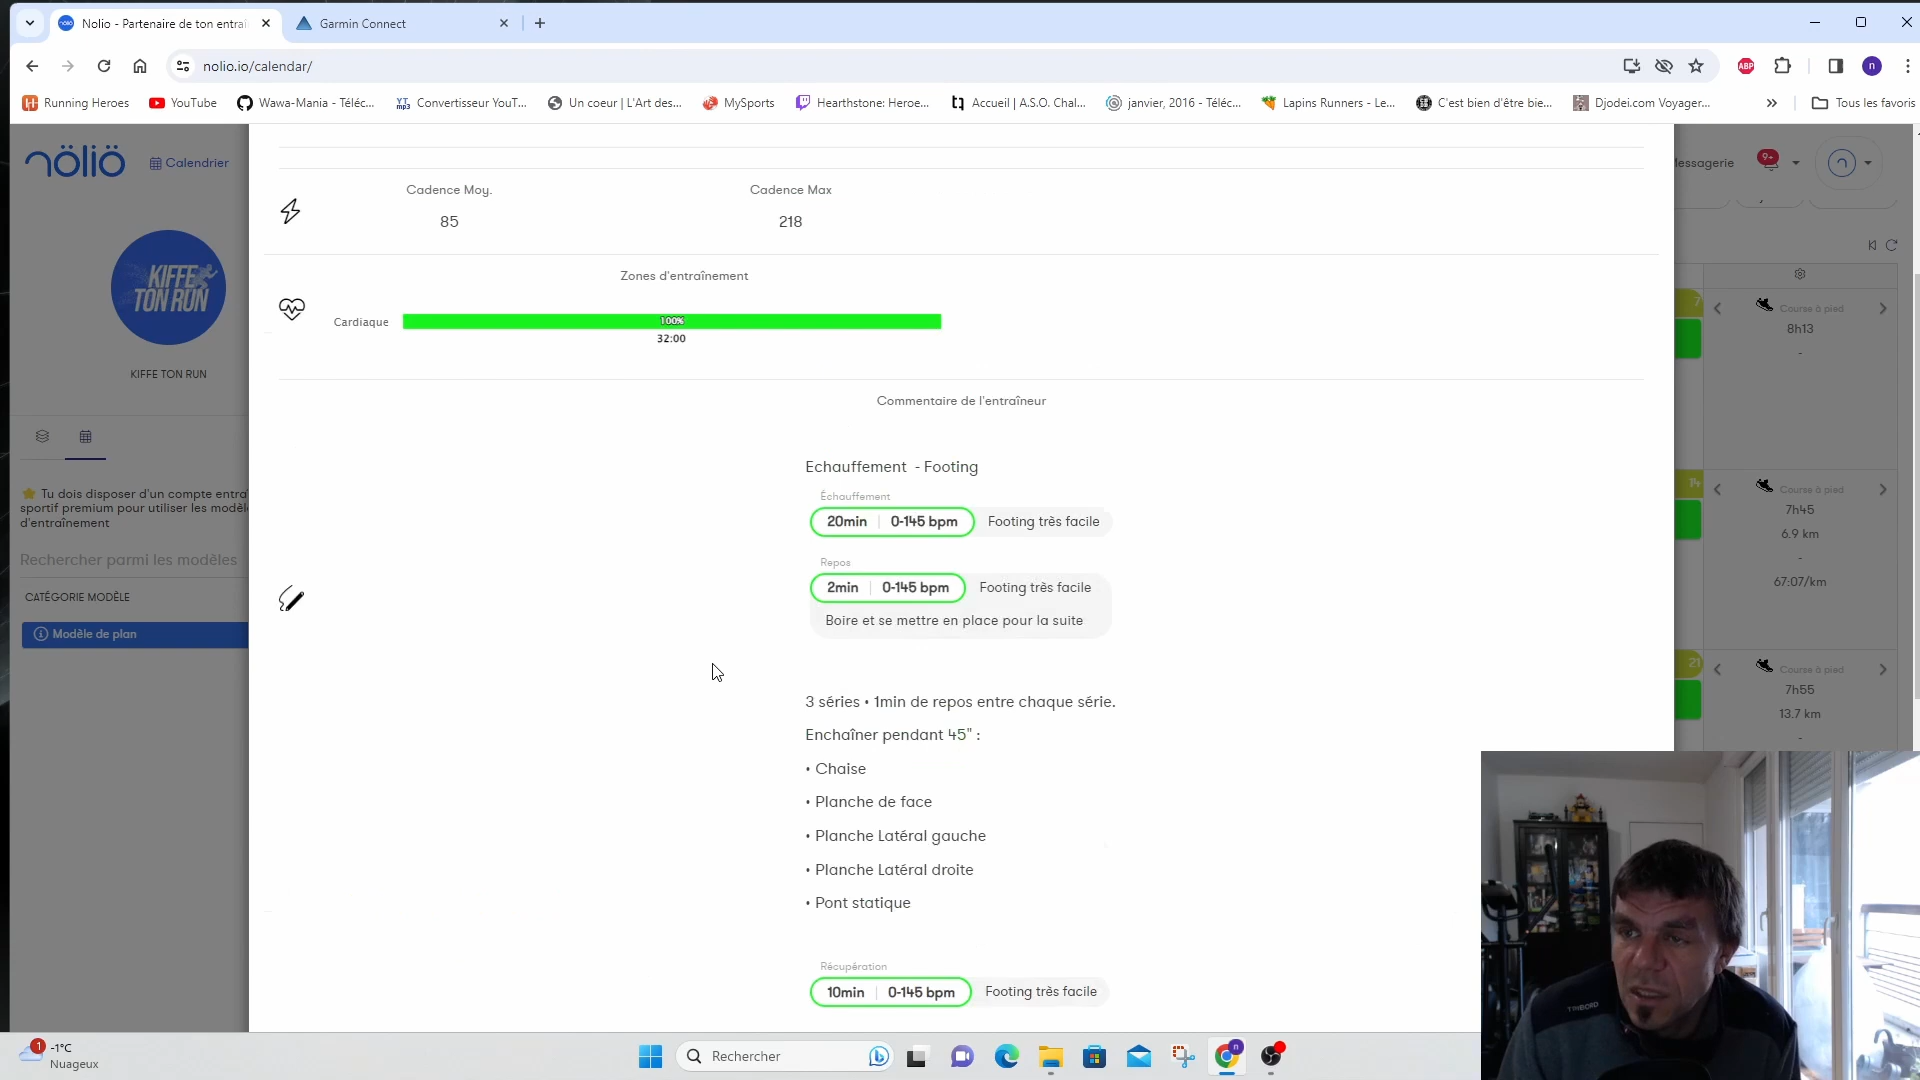 Nolio - Partenaire de ton entraî
Garmin Connect
nolio.io/calendar/
ABP
n
Running Heroes
YouTube
Wawa-Mania - Téléc...
Convertisseur YouT...
Un coeur | L'Art des...
MySports
Hearthstone: Heroe...
Accueil | A.S.O. Chal...
janvier, 2016 - Téléc...
Lapins Runners - Le...
C'est bien d'être bie...
Djodei.com Voyager...
Tous les favoris
nolio
Calendrier
Messagerie
9+
KIFFE
TON RUN
KIFFE TON RUN
Tu dois disposer d'un compte entra
sportif premium pour utiliser les modèl
d'entraînement
Rechercher parmi les modèles
CATÉGORIE MODÈLE
Modèle de plan
Cadence Moy.
85
Cadence Max
218
Zones d'entraînement
Cardiaque
100%
32:00
Commentaire de l'entraîneur
Echauffement - Footing
Échauffement
20min 0-145 bpm Footing très facile
Repos
2min 0-145 bpm Footing très facile
Boire et se mettre en place pour la suite
3 séries • 1min de repos entre chaque série.
Enchaîner pendant 45" :
• Chaise
• Planche de face
• Planche Latéral gauche
• Planche Latéral droite
• Pont statique
Récupération
10min 0-145 bpm Footing très facile
7
Course à pied
8h13
-
14
Course à pied
7h45
6.9 km
-
67:07/km
21
Course à pied
7h55
13.7 km
-
1
-1°C
Nuageux
Rechercher
n